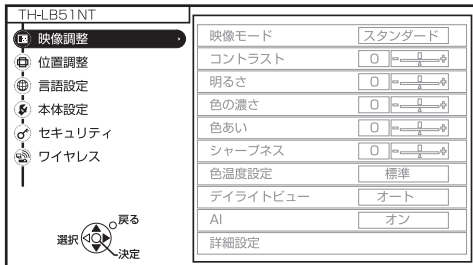 TH-LB51NT
映像調整
位置調整
言語設定
本体設定
セキュリティ
ワイヤレス
戻る
選択
決定
映像モード スタンダード
コントラスト 0
明るさ 0
色の濃さ 0
色あい 0
シャープネス 0
色温度設定 標準
デイライトビュー オート
AI オン
詳細設定